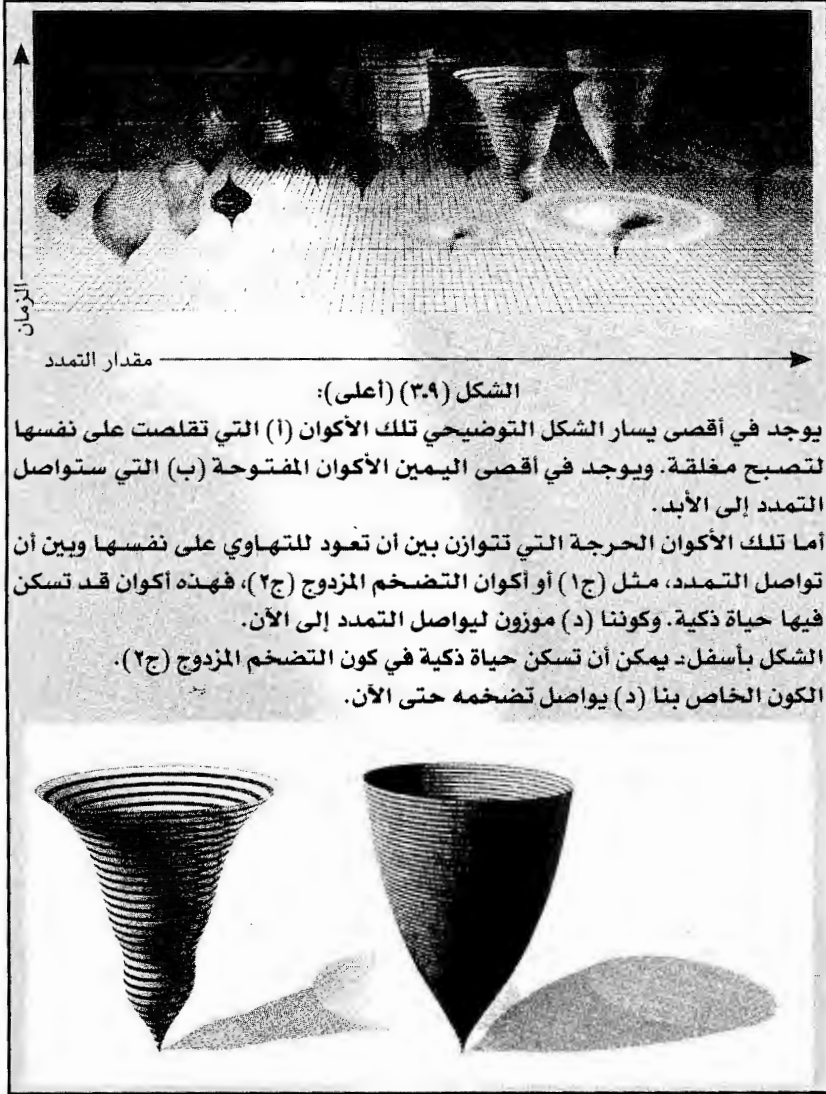 الزمان
مقدار التمدد
الشكل (٣.٩) (أعلى):
يوجد في أقصى يسار الشكل التوضيحي تلك الأكوان (أ) التي تقلصت على نفسها
لتصبح مغلقة. ويوجد في أقصى اليمين الأكوان المفتوحة (ب) التي ستواصل
التمدد إلى الأبد.
أما تلك الأكوان الحرجة التي تتوازن بين أن تعود للتهاوي على نفسها وبين أن
تواصل التمدد، مثل (ج١) أو أكوان التضخم المزدوج (ج٢)، فهذه أكوان قد تسكن
فيها حياة ذكية. وكوننا (د) موزون ليواصل التمدد إلى الآن.
الشكل بأسفل: يمكن أن تسكن حياة ذكية في كون التضخم المزدوج (ج٢).
الكون الخاص بنا (د) يواصل تضخمه حتى الآن.